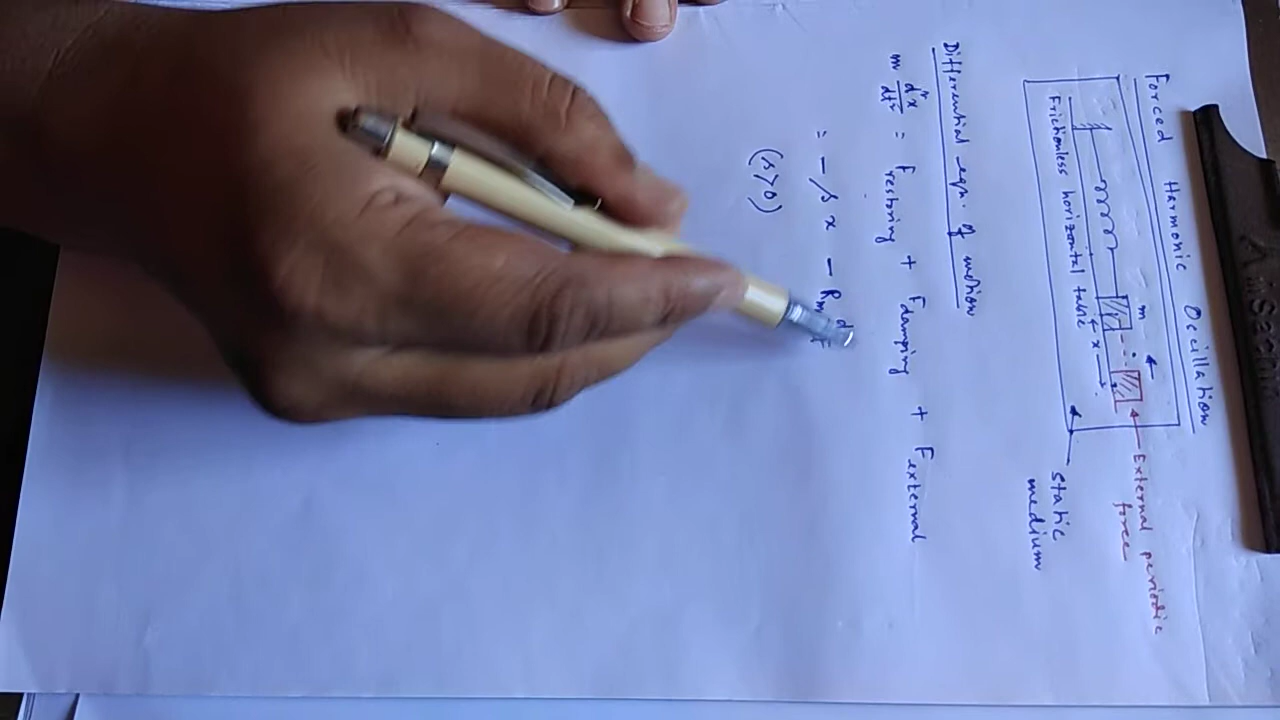 Forced Harmonic Oscillation
m
External periodic
force
x
Frictionless horizontal table
static
medium
Differential eqn. of motion
m d²x/dt² = F restoring + F damping + F external
= - s x - Rm d
(s>0)